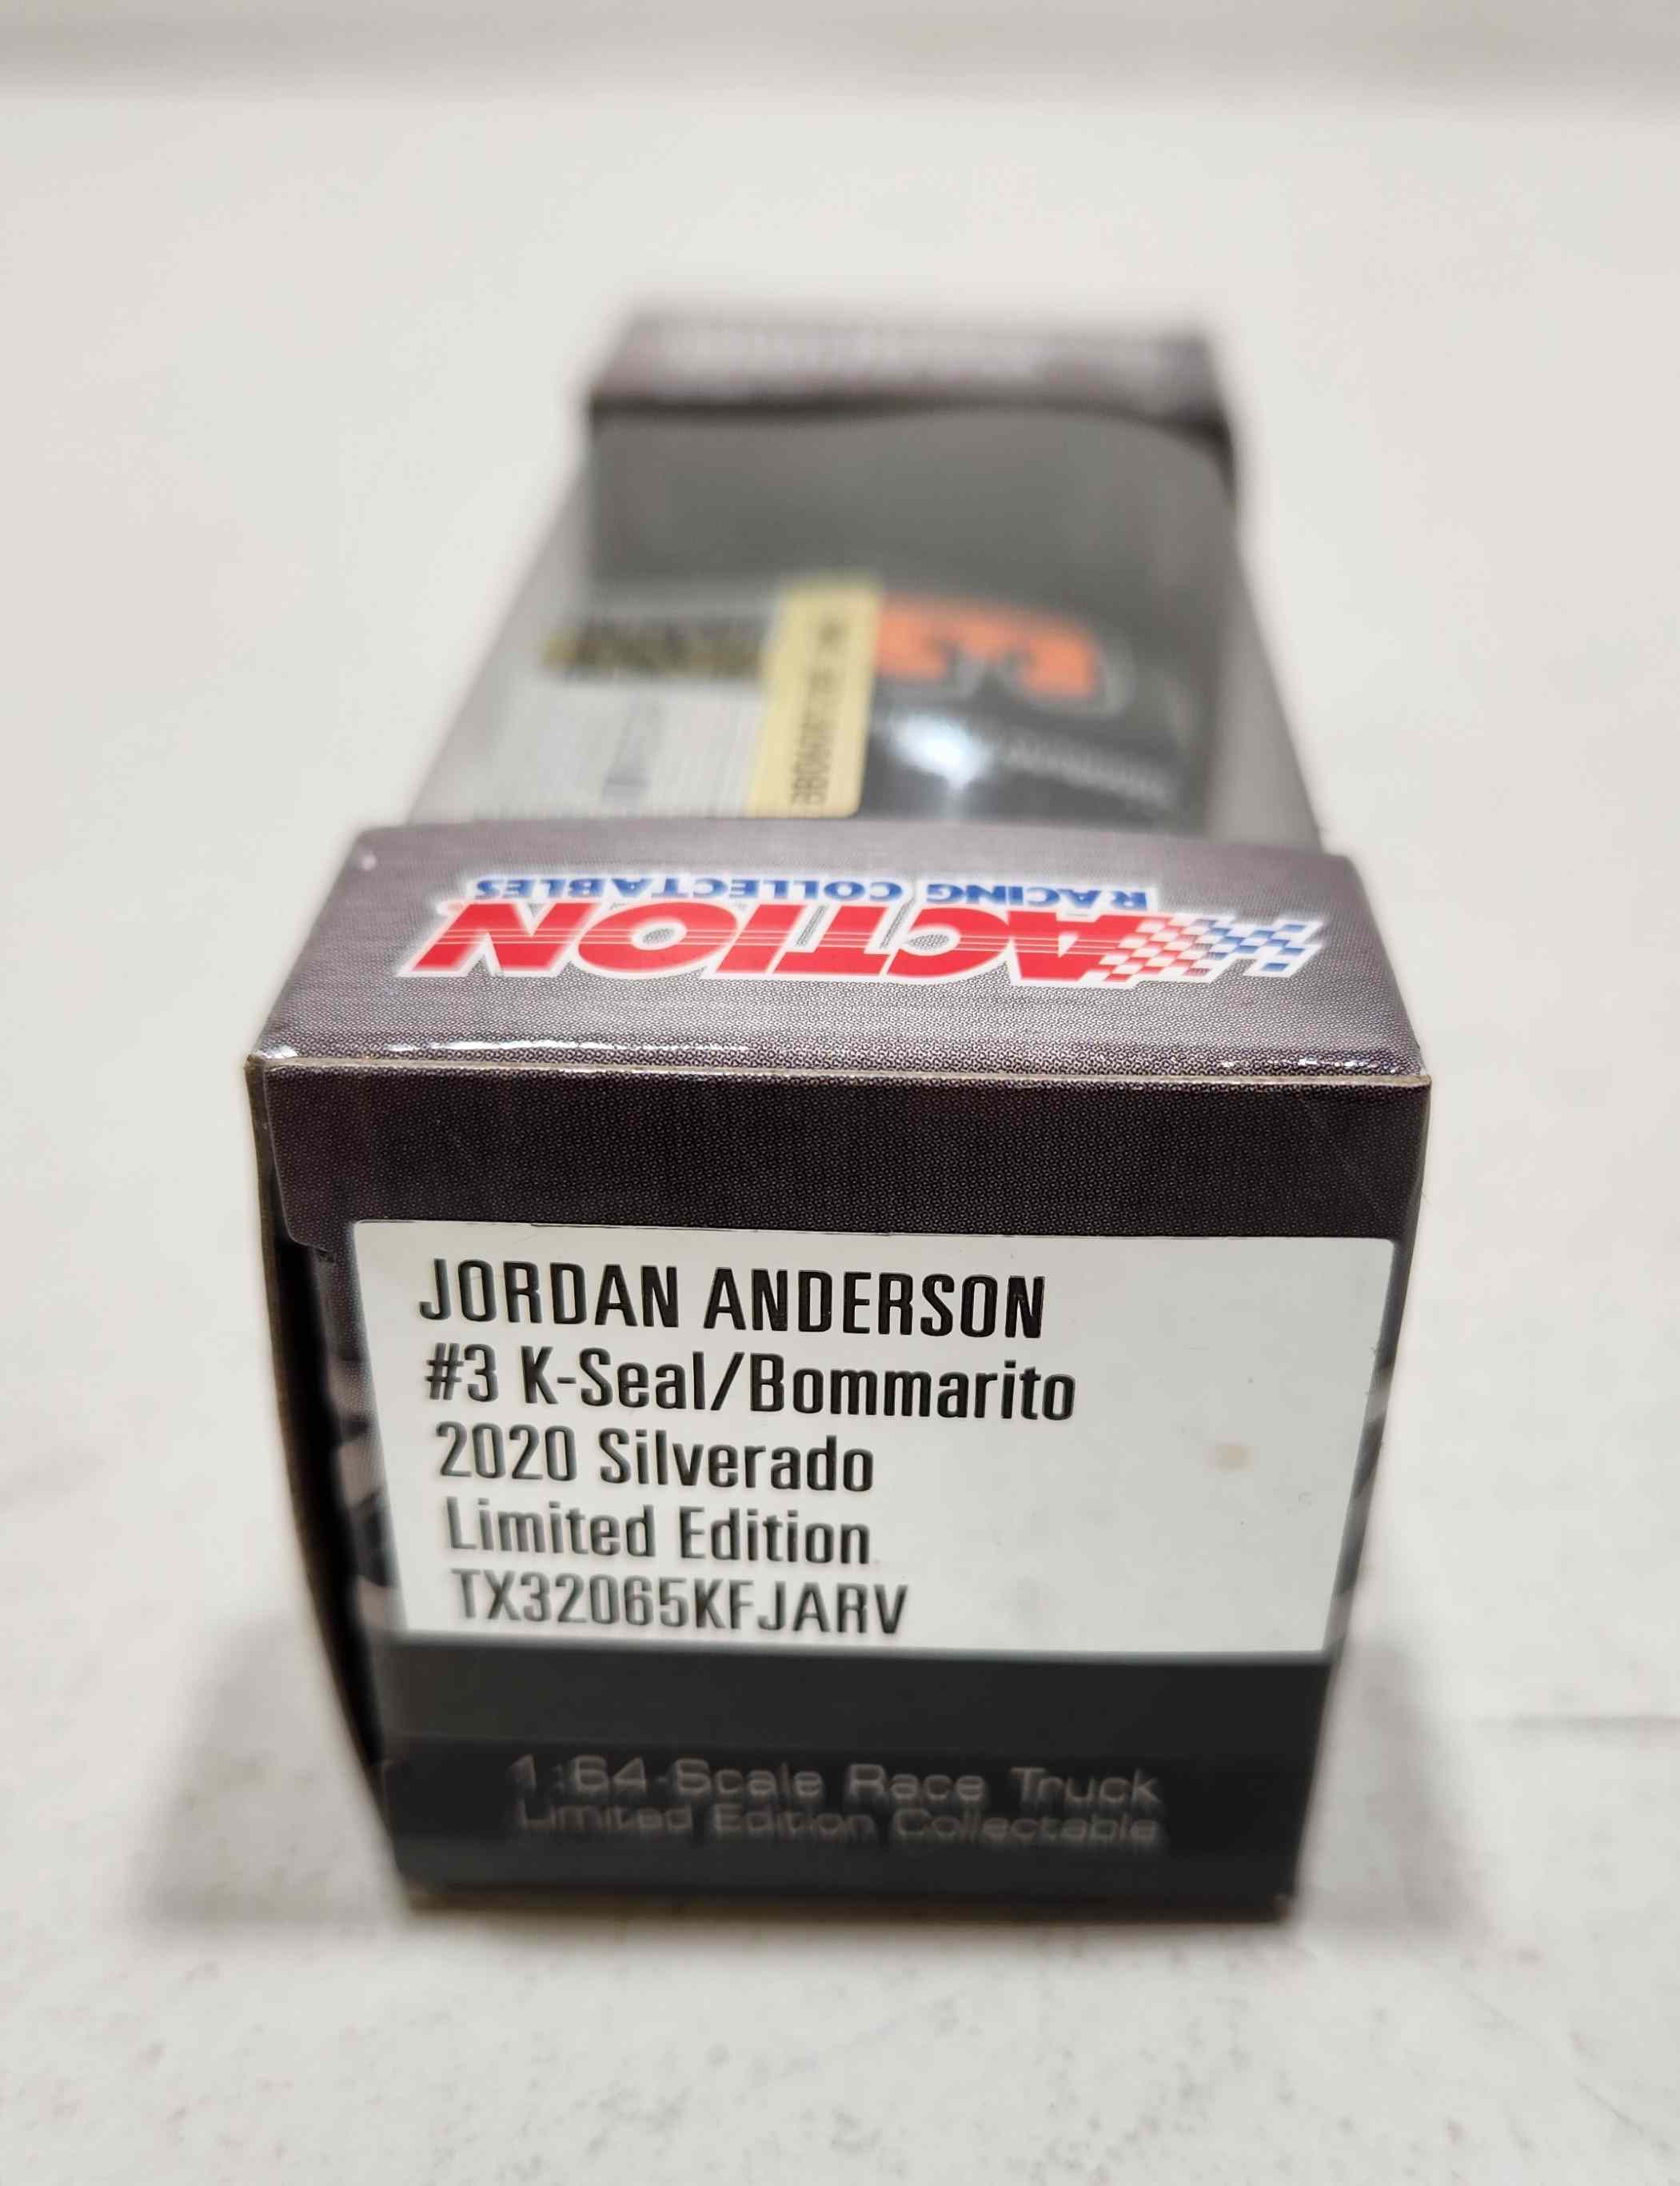 ACTION
RACING COLLECTABLES
JORDAN ANDERSON
#3 K-Seal/Bommarito
2020 Silverado
Limited Edition
TX32065KFJARV
1:64-Scale Race Truck
Limited Edition Collectable